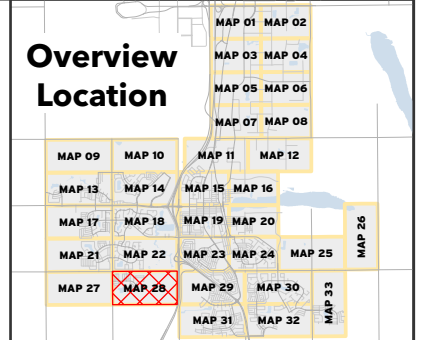 Overview
Location
MAP 01 MAP 02
MAP 03 MAP 04
MAP 05 MAP 06
MAP 07 MAP 08
MAP 09 MAP 10 MAP 11 MAP 12
MAP 13 MAP 14 MAP 15 MAP 16
MAP 17 MAP 18 MAP 19 MAP 20
MAP 26
MAP 21 MAP 22 MAP 23 MAP 24 MAP 25
MAP 27 MAP 28 MAP 29 MAP 30
MAP 33
MAP 31 MAP 32